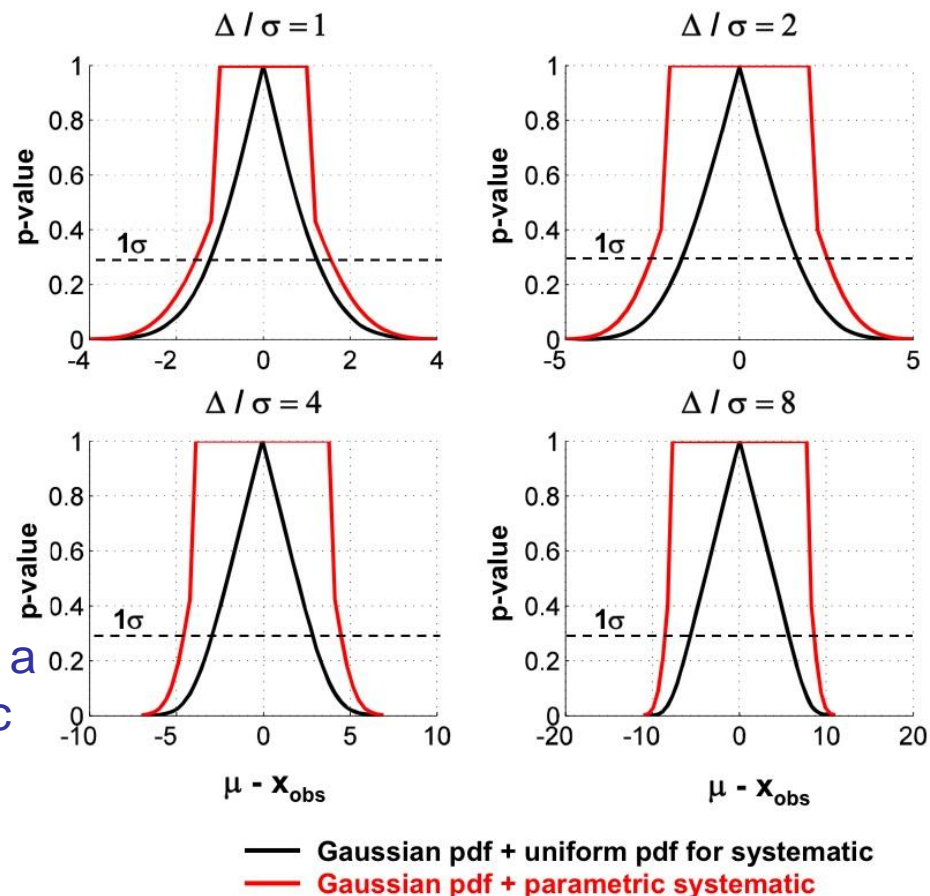 Δ / σ = 1
1
0.8
0.6
0.4
0.2
0
p-value
1σ
-4
-2
0
2
4
Δ / σ = 2
1
0.8
0.6
0.4
0.2
0
p-value
1σ
-5
0
5
Δ / σ = 4
1
0.8
0.6
0.4
0.2
0
p-value
1σ
-10
-5
0
5
10
μ - xobs
Δ / σ = 8
1
0.8
0.6
0.4
0.2
0
p-value
1σ
-20
-10
0
10
20
μ - xobs
a
c
Gaussian pdf + uniform pdf for systematic
Gaussian pdf + parametric systematic